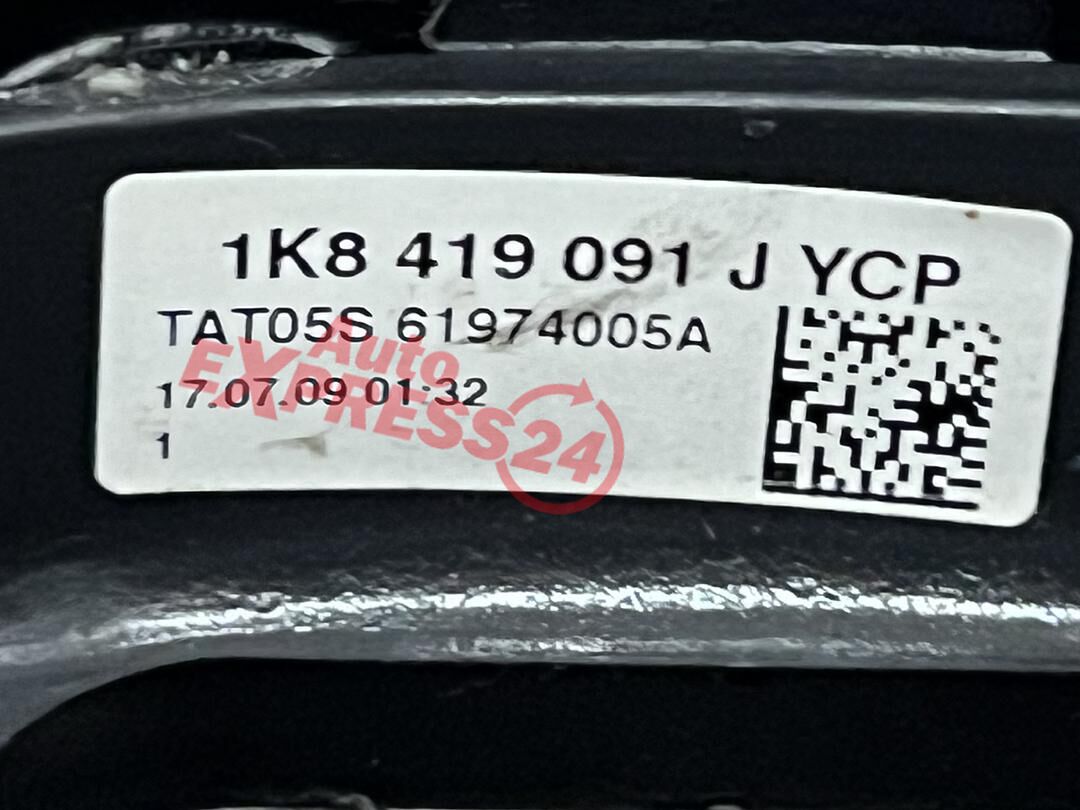 1K8 419 091 J YCP
TAT05S 61974005A
17.07.09 01:32
1
Auto
EXPRESS24